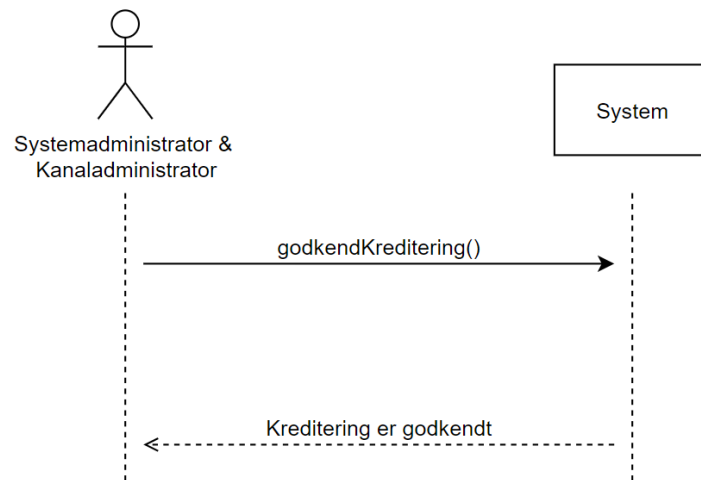 Systemadministrator &
Kanaladministrator
System
godkendKreditering()
Kreditering er godkendt